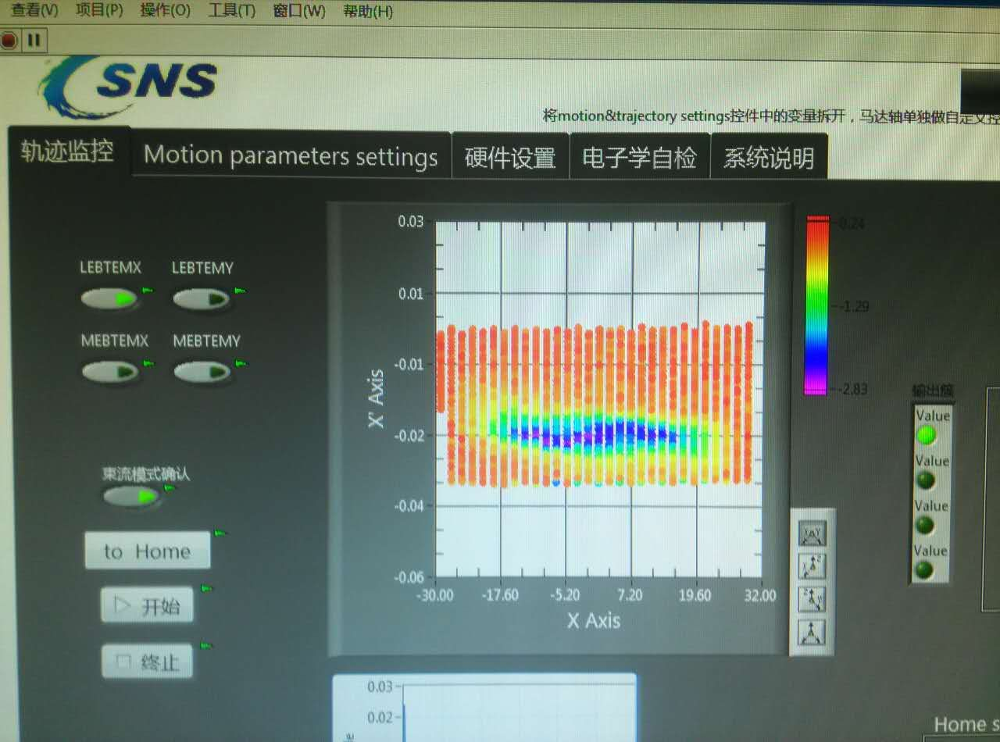 查看(V) 项目(P) 操作(O) 工具(T) 窗口(W) 帮助(H)
CSNS
将motion&trajectory settings控件中的变量拆开，马达轴单独做自定义控
轨迹监控 Motion parameters settings 硬件设置 电子学自检 系统说明
LEBTEMX LEBTEMY
MEBTEMX MEBTEMY
束流模式确认
to Home
开始
终止
0.03
0.01
-0.01
-0.02
-0.04
-0.06
X' Axis
-30.00 -17.60 -5.20 7.20 19.60 32.00
X Axis
-0.24
-1.29
-2.83
输出簇
Value
Value
Value
Value
0.03
0.02
Home s